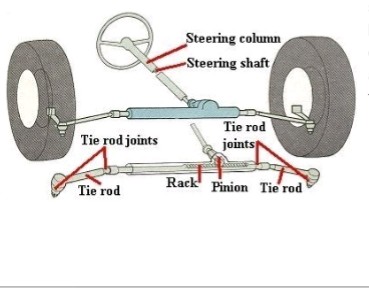 Steering column
Steering shaft
Tie rod joints
Tie rod
joints
Rack
Pinion
Tie rod
Tie rod